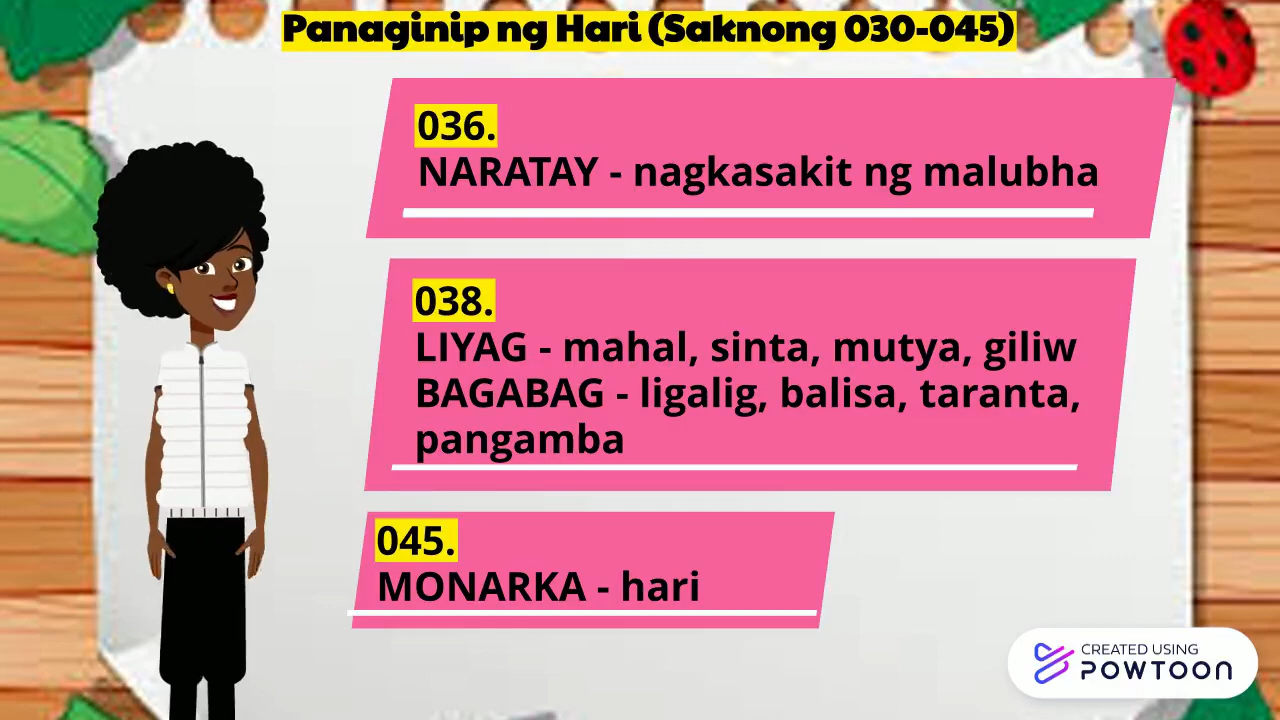 Panaginip ng Hari (Saknong 030-045)
036.
NARATAY - nagkasakit ng malubha
038.
LIYAG - mahal, sinta, mutya, giliw
BAGABAG - ligalig, balisa, taranta,
pangamba
045.
MONARKA - hari
CREATED USING
POWTOON